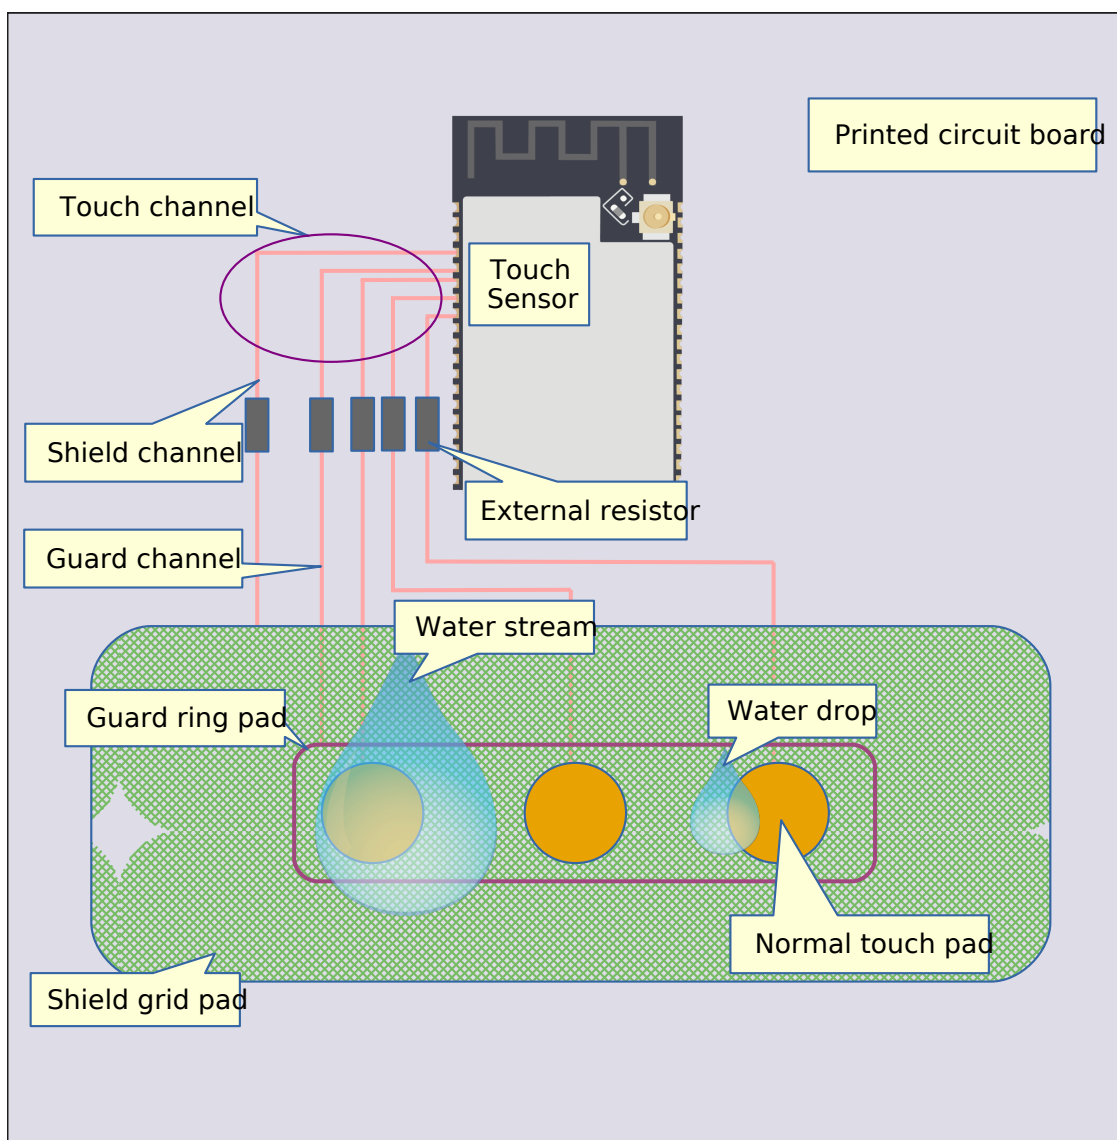 Printed circuit board
Touch channel
Touch
Sensor
Shield channel
External resistor
Guard channel
Water stream
Guard ring pad
Water drop
Normal touch pad
Shield grid pad